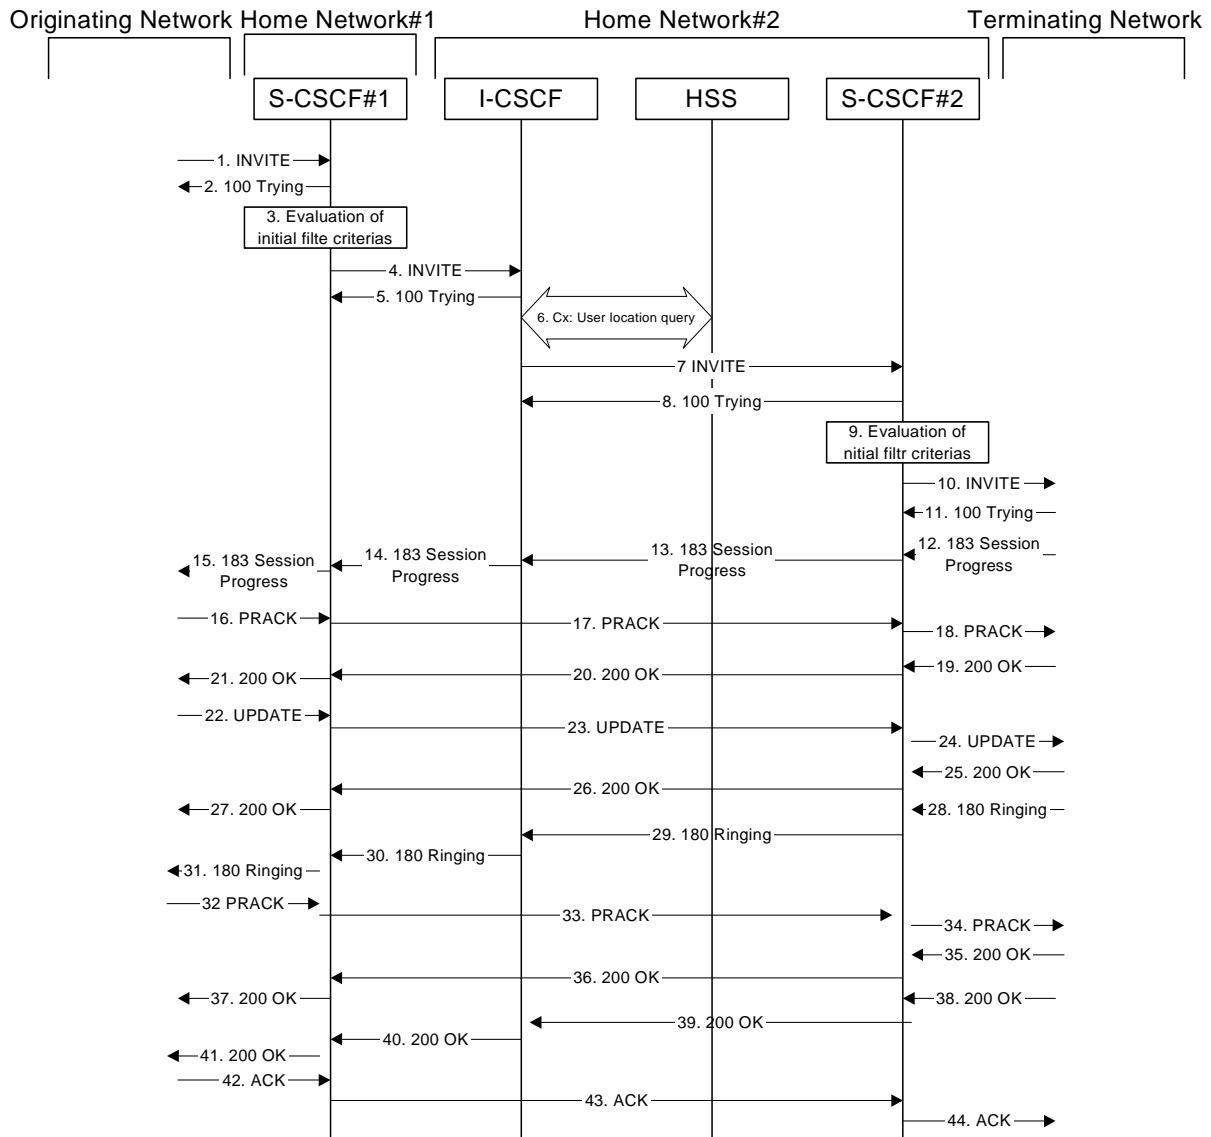 Originating Network Home Network#1 Home Network#2 Terminating Network
S-CSCF#1 I-CSCF HSS S-CSCF#2
1. INVITE
2. 100 Trying
3. Evaluation of
initial filte criterias
4. INVITE
5. 100 Trying
6. Cx: User location query
7 INVITE
8. 100 Trying
9. Evaluation of
nitial filtr criterias
10. INVITE
11. 100 Trying
12. 183 Session
Progress
13. 183 Session
Progress
14. 183 Session
Progress
15. 183 Session
Progress
16. PRACK
17. PRACK
18. PRACK
19. 200 OK
20. 200 OK
21. 200 OK
22. UPDATE
23. UPDATE
24. UPDATE
25. 200 OK
26. 200 OK
27. 200 OK
28. 180 Ringing
29. 180 Ringing
30. 180 Ringing
31. 180 Ringing
32 PRACK
33. PRACK
34. PRACK
35. 200 OK
36. 200 OK
37. 200 OK
38. 200 OK
39. 200 OK
40. 200 OK
41. 200 OK
42. ACK
43. ACK
44. ACK